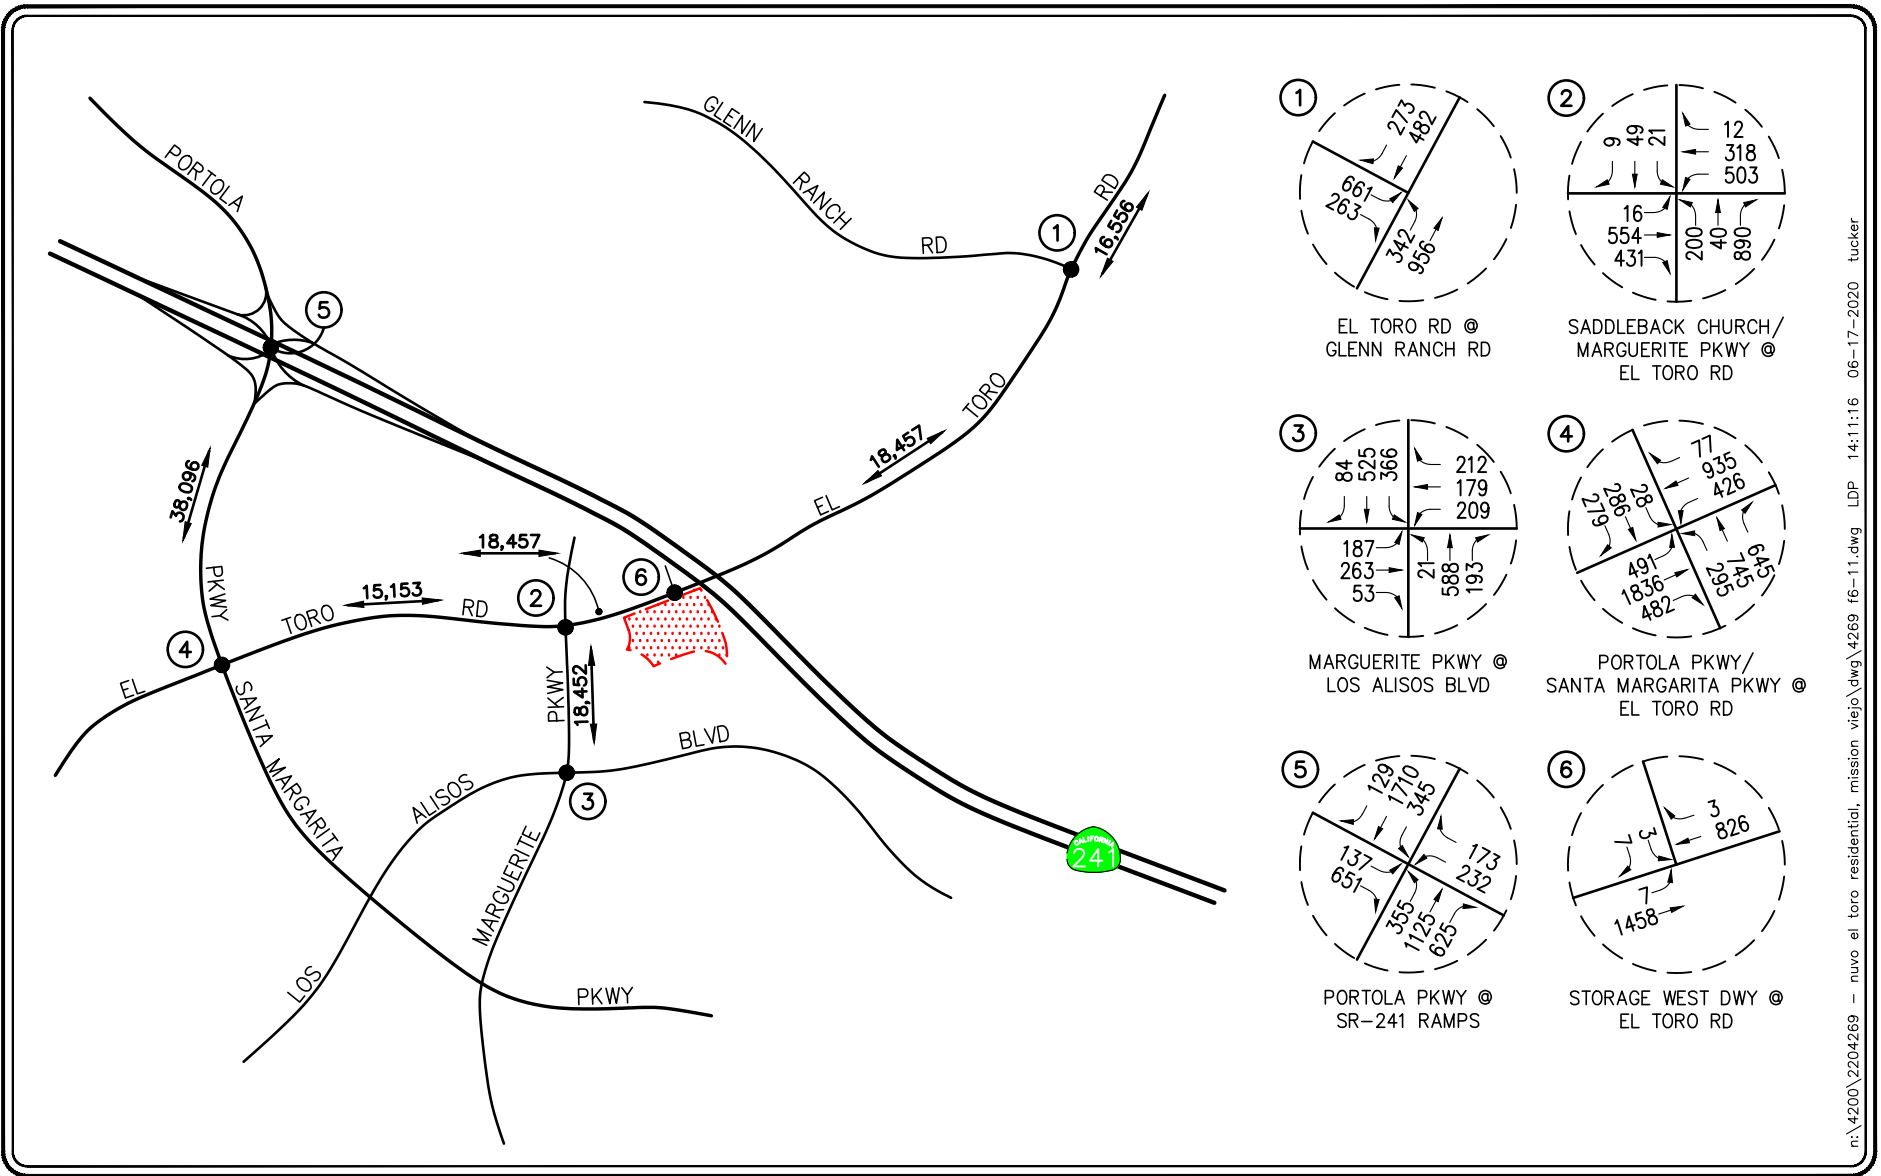 PORTOLA
PKWY
38,096
GLENN
RANCH
RD
RD
16,556
TORO
18,457
EL
18,457
15,153
RD
TORO
EL
PKWY
18,452
SANTA
MARGARITA
PKWY
BLVD
ALISOS
LOS
MARGUERITE
CALIFORNIA
241
1
2
3
4
5
6
1
273
482
661
263
342
956
EL TORO RD @
GLENN RANCH RD
2
9
49
21
12
318
503
16
554
431
200
40
890
SADDLEBACK CHURCH/
MARGUERITE PKWY @
EL TORO RD
3
84
525
366
212
179
209
187
263
53
21
588
193
MARGUERITE PKWY @
LOS ALISOS BLVD
4
279
286
28
77
935
426
491
1836
482
295
745
645
PORTOLA PKWY/
SANTA MARGARITA PKWY @
EL TORO RD
5
129
1710
345
173
232
137
651
355
1125
625
PORTOLA PKWY @
SR-241 RAMPS
6
7
3
3
826
7
1458
STORAGE WEST DWY @
EL TORO RD
n:\4200\2204269 - nuvo el toro residential, mission viejo\dwg\4269 f6-11.dwg LDP 14:11:16 06-17-2020 tucker